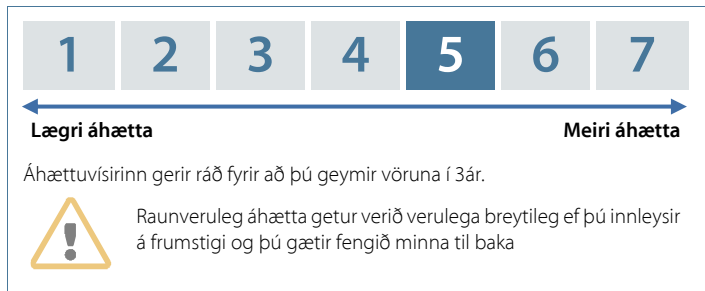 1 2 3 4 5 6 7
Lægri áhætta Meiri áhætta
Áhættuvísirinn gerir ráð fyrir að þú geymir vöruna í 3ár.
Raunveruleg áhætta getur verið verulega breytileg ef þú innleysir
á frumstigi og þú gætir fengið minna til baka